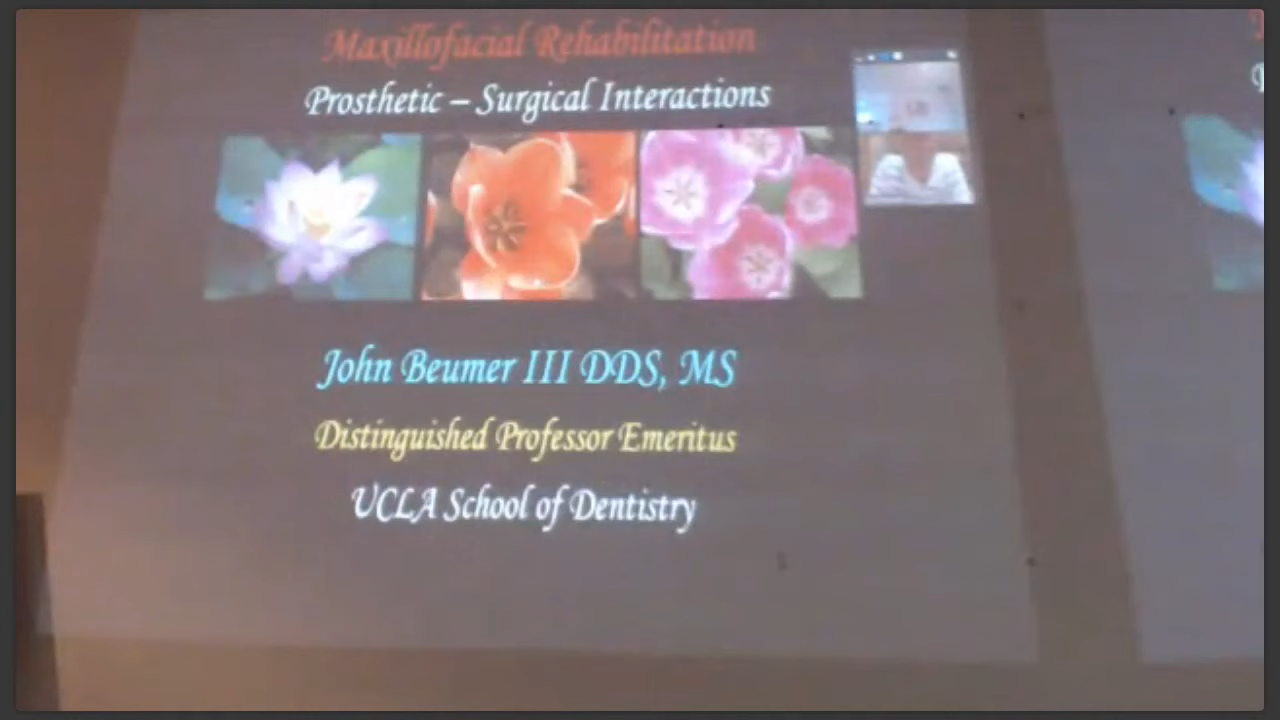 Maxillofacial Rehabilitation
Prosthetic – Surgical Interactions
John Beumer III DDS, MS
Distinguished Professor Emeritus
UCLA School of Dentistry